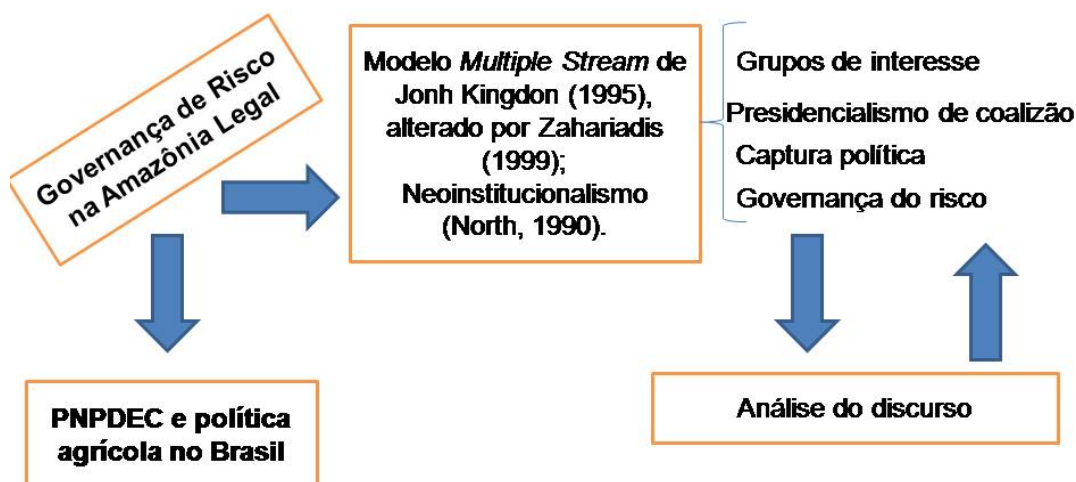 Governança de Risco
na Amazônia Legal
Modelo Multiple Stream de
Jonh Kingdon (1995),
alterado por Zahariadis
(1999);
Neoinstitucionalismo
(North, 1990).
Grupos de interesse
Presidencialismo de coalizão
Captura política
Governança do risco
PNPDEC e política
agrícola no Brasil
Análise do discurso